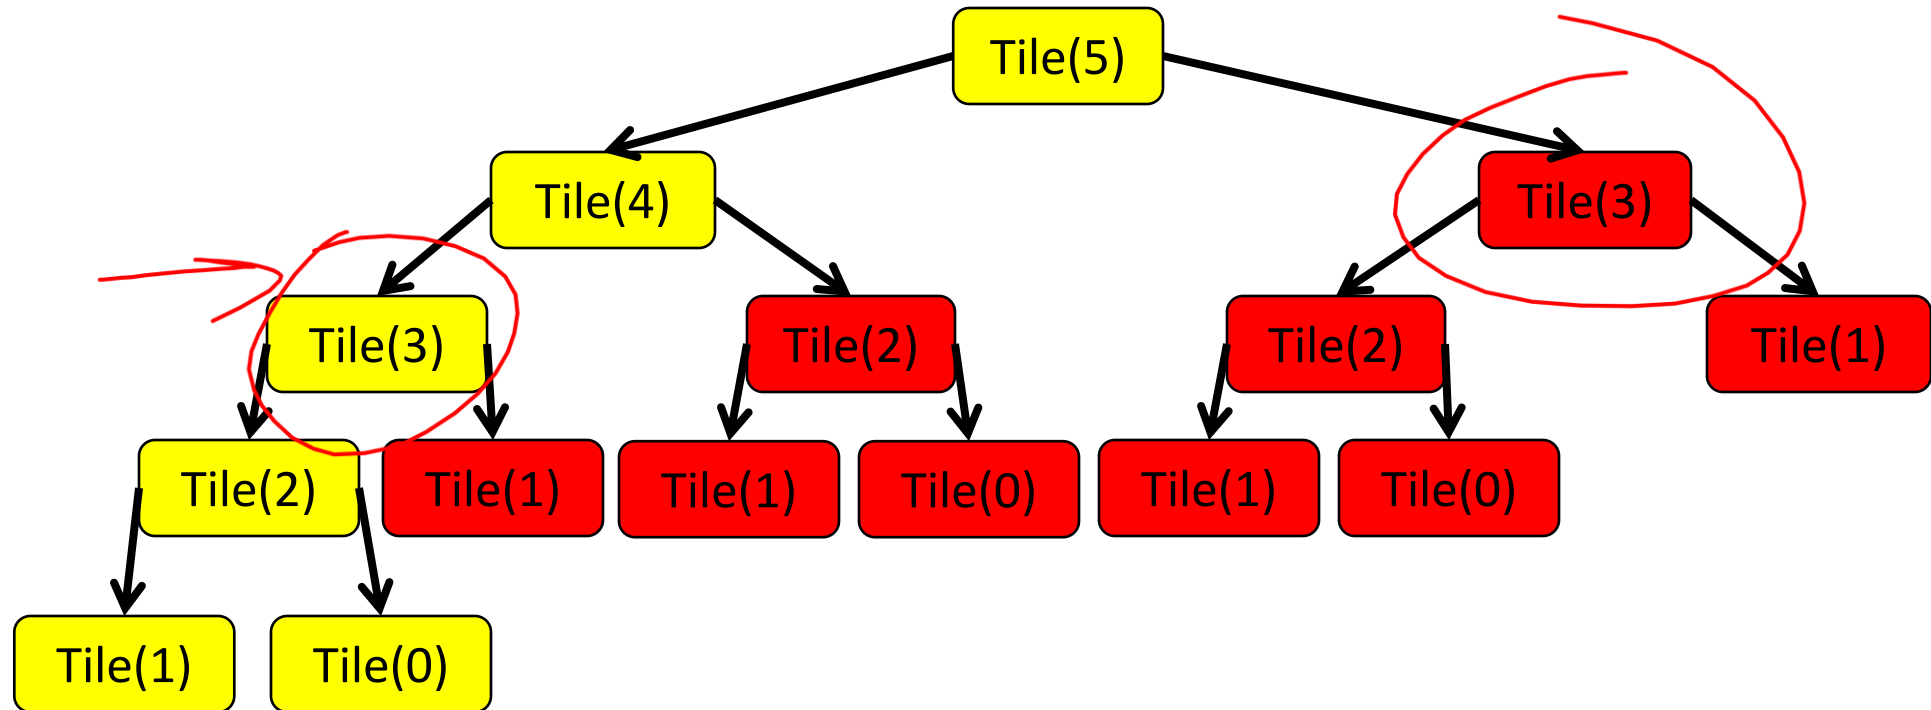 Tile(5)
Tile(4) Tile(3)
Tile(3) Tile(2) Tile(2) Tile(1)
Tile(2) Tile(1) Tile(1) Tile(0) Tile(1) Tile(0)
Tile(1) Tile(0)